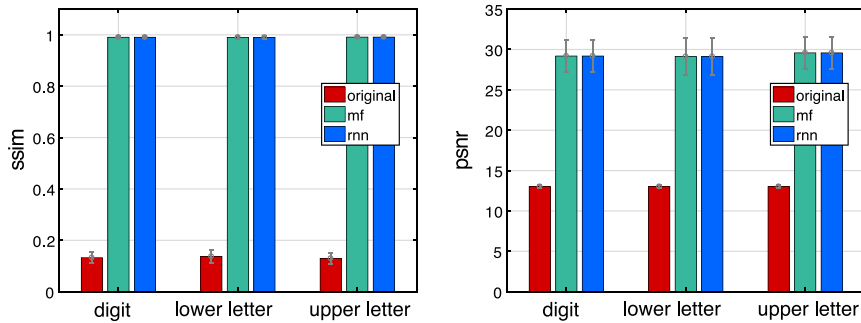 ssim
1
0.8
0.6
0.4
0.2
0
digit lower letter upper letter
original
mf
rnn
psnr
35
30
25
20
15
10
5
0
digit lower letter upper letter
original
mf
rnn